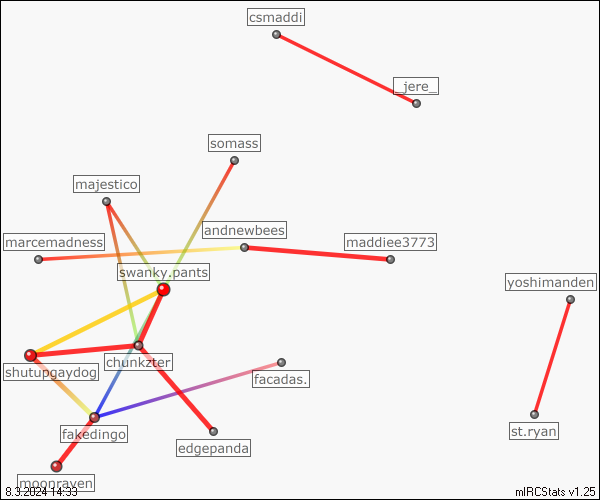 csmaddi
_jere_
somass
majestico
andnewbees
marcemadness
maddiee3773
swanky.pants
yoshimanden
chunkzter
shutupgaydog
facadas.
fakedingo
st.ryan
edgepanda
moonraven
8.3.2024 14:33
mIRCStats v1.25